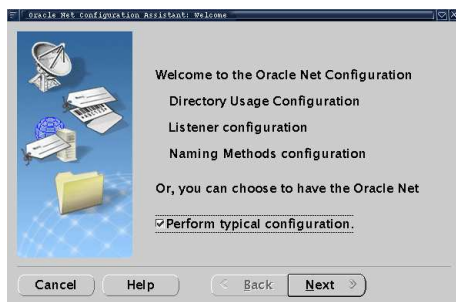 Oracle Net Configuration Assistant: Welcome
Welcome to the Oracle Net Configuration
Directory Usage Configuration
Listener configuration
Naming Methods configuration
Or, you can choose to have the Oracle Net
Perform typical configuration.
Cancel
Help
Back
Next